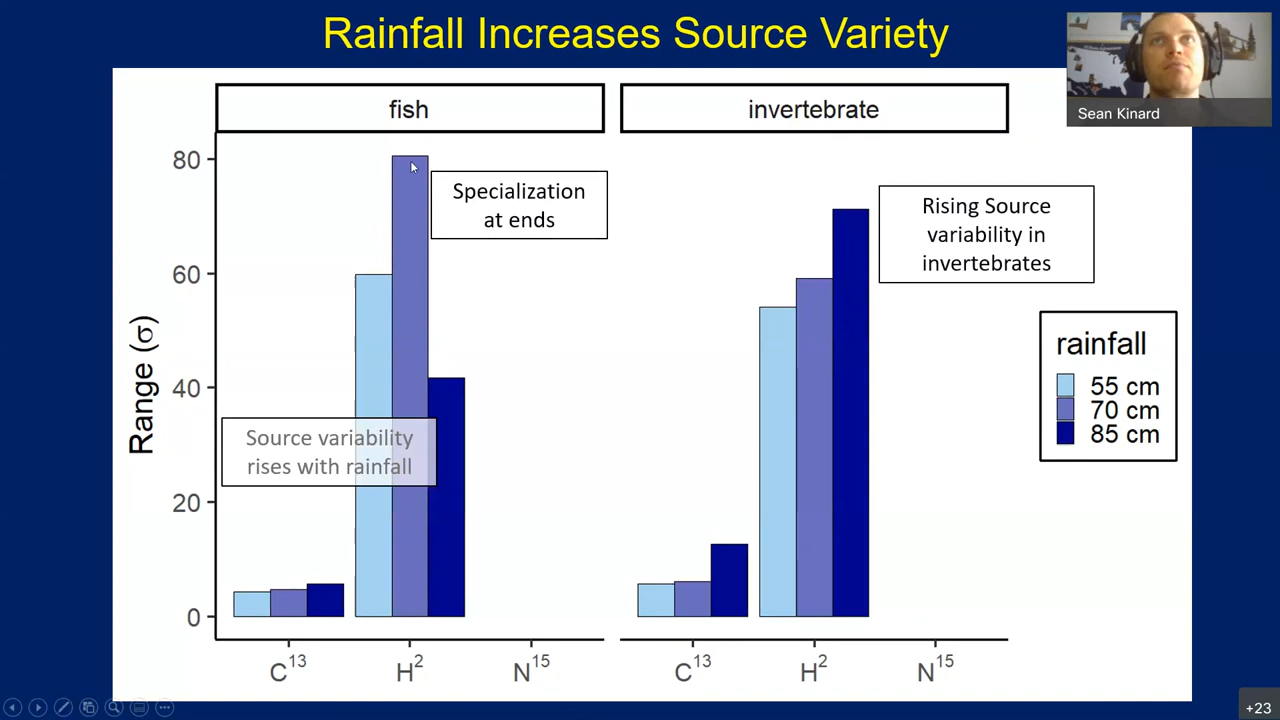 Rainfall Increases Source Variety
Sean Kinard
fish
invertebrate
Range (σ)
80
60
40
20
0
Specialization
at ends
Source variability
rises with rainfall
Rising Source
variability in
invertebrates
rainfall
55 cm
70 cm
85 cm
C¹³
H²
N¹⁵
C¹³
H²
N¹⁵
+23